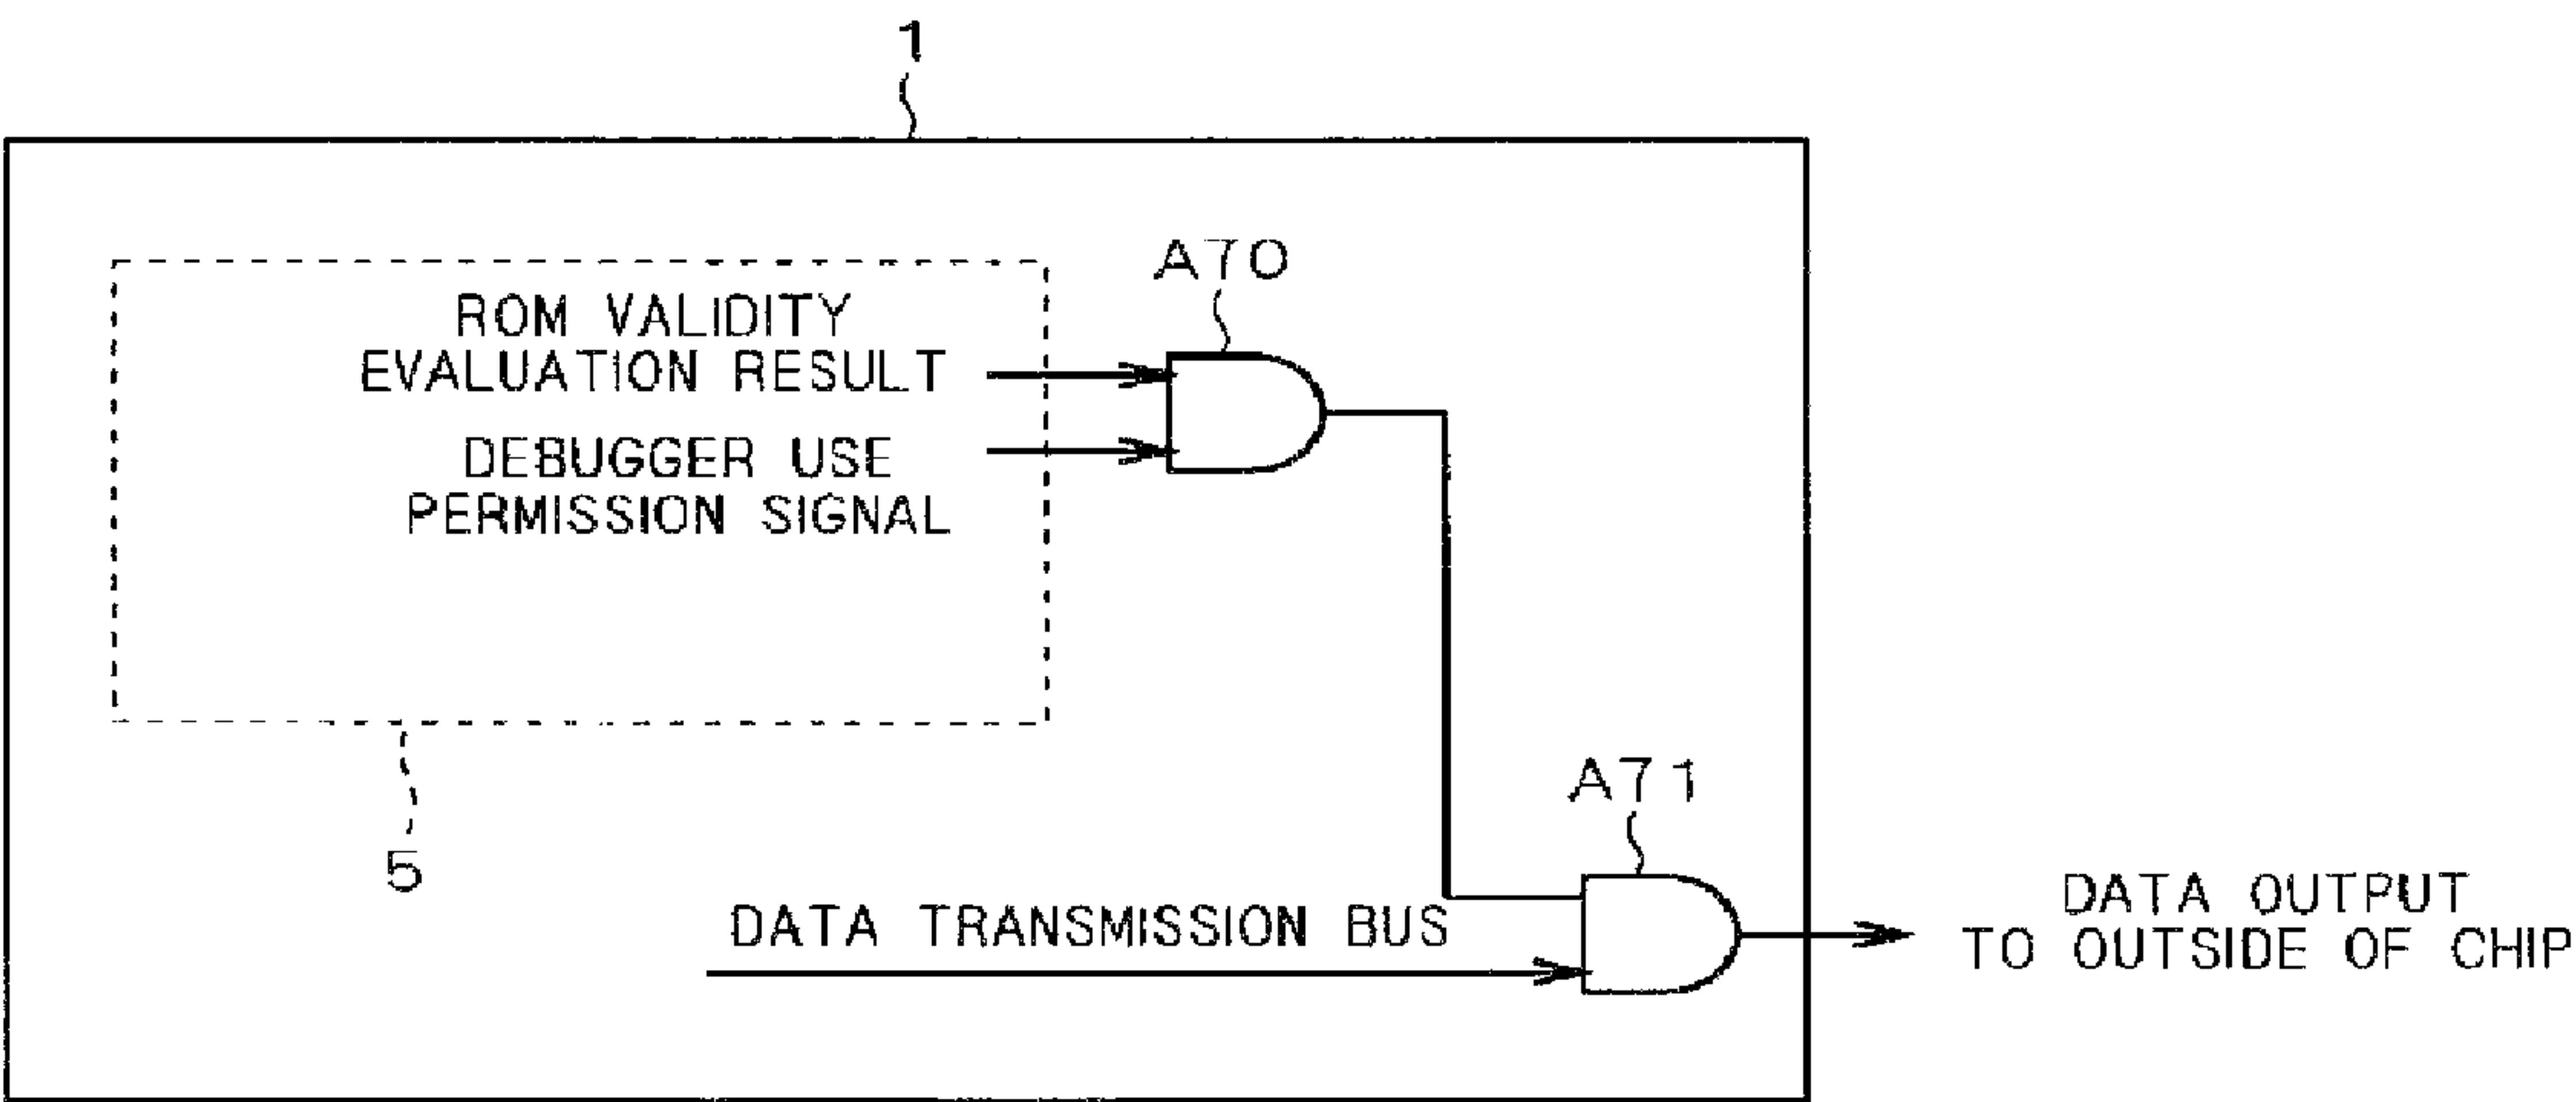 1
A70
ROM VALIDITY
EVALUATION RESULT
DEBUGGER USE
PERMISSION SIGNAL
5
A71
DATA TRANSMISSION BUS
DATA OUTPUT
TO OUTSIDE OF CHIP